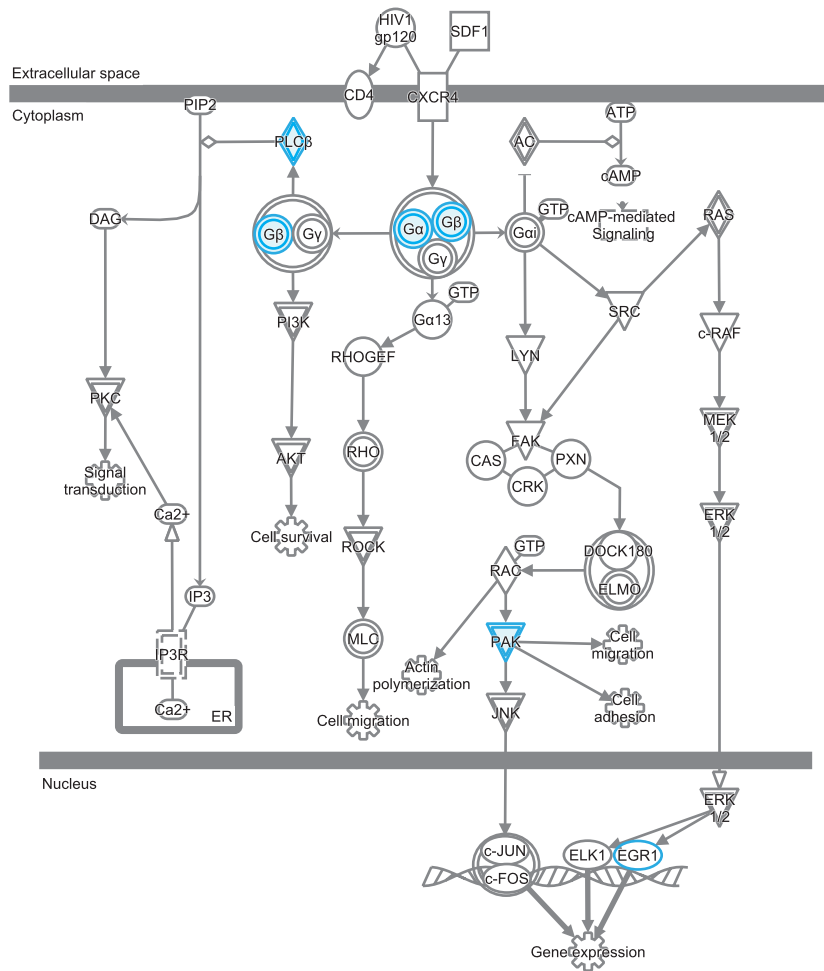 HIV1
gp120
SDF1
Extracellular space
CD4
CXCR4
Cytoplasm
PIP2
ATP
PLCβ
AC
cAMP
DAG
GTP
cAMP-mediated
Signaling
RAS
Gβ
Gγ
Gα
Gβ
Gγ
Gαi
GTP
Gα13
PI3K
SRC
c-RAF
RHOGEF
LYN
PKC
MEK
1/2
FAK
AKT
RHO
CAS
PXN
CRK
Signal
transduction
Ca2+
ERK
1/2
Cell survival
ROCK
GTP
DOCK180
RAC
ELMO
IP3
IP3R
MLC
PAK
Cell
migration
Actin
polymerization
Ca2+
ER
Cell migration
JNK
Cell
adhesion
Nucleus
ERK
1/2
c-JUN
ELK1
EGR1
c-FOS
Gene expression